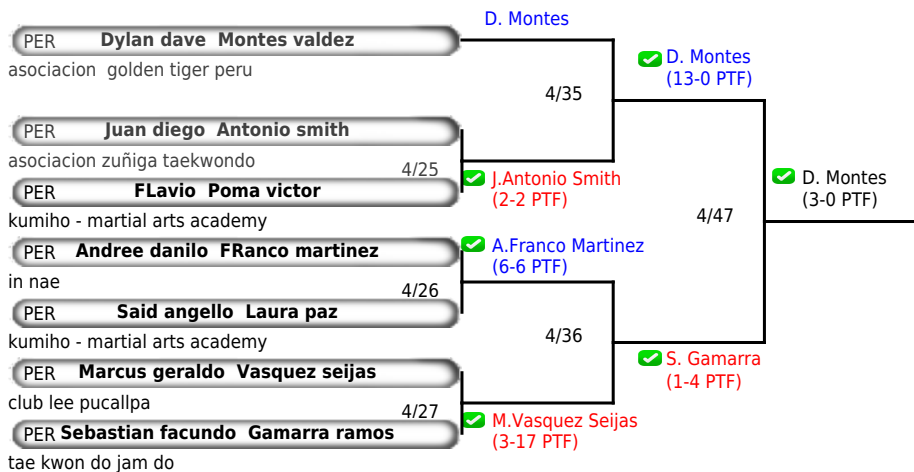 D. Montes
PER Dylan dave Montes valdez
asociacion golden tiger peru
D. Montes
(13-0 PTF)
4/35
PER Juan diego Antonio smith
asociacion zuñiga taekwondo
4/25
J.Antonio Smith
(2-2 PTF)
D. Montes
(3-0 PTF)
PER FLavio Poma victor
kumiho - martial arts academy
4/47
PER Andree danilo FRanco martinez
A.Franco Martinez
(6-6 PTF)
in nae
4/26
PER Said angello Laura paz
kumiho - martial arts academy
4/36
PER Marcus geraldo Vasquez seijas
S. Gamarra
(1-4 PTF)
club lee pucallpa
4/27
M.Vasquez Seijas
(3-17 PTF)
PER Sebastian facundo Gamarra ramos
tae kwon do jam do